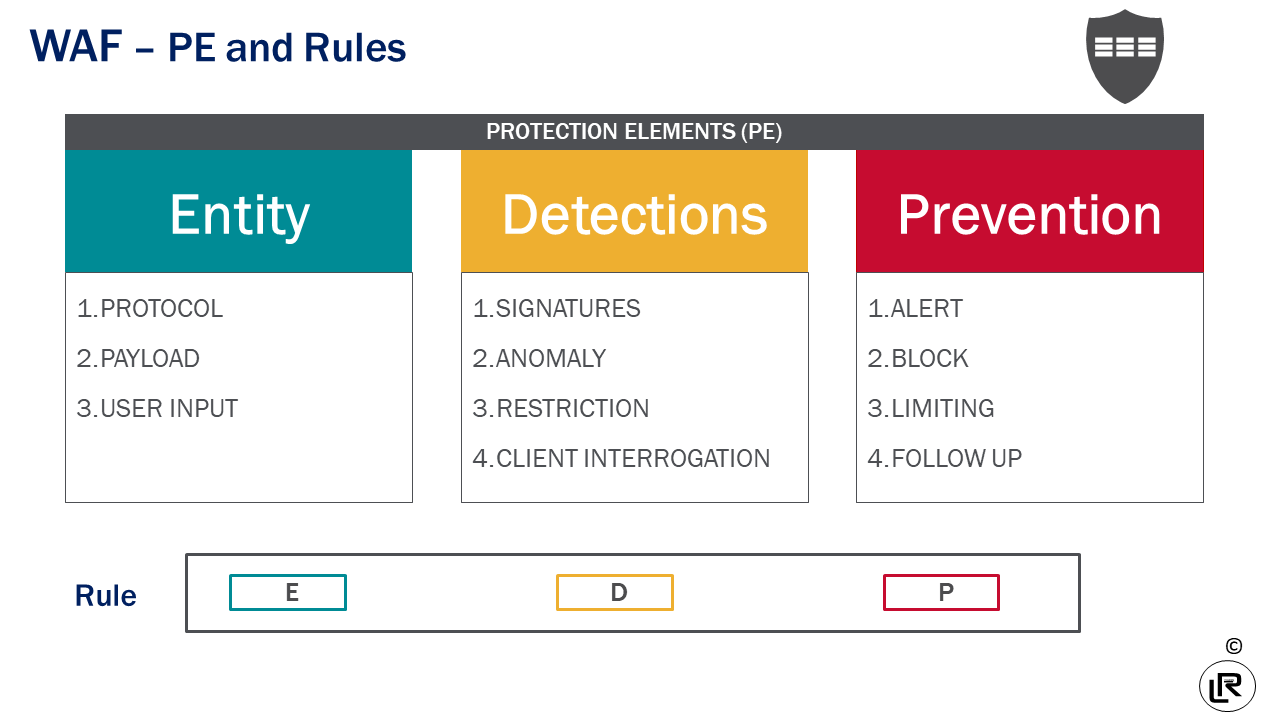 WAF – PE and Rules
PROTECTION ELEMENTS (PE)
Entity
1.PROTOCOL
2.PAYLOAD
3.USER INPUT
Detections
1.SIGNATURES
2.ANOMALY
3.RESTRICTION
4.CLIENT INTERROGATION
Prevention
1.ALERT
2.BLOCK
3.LIMITING
4.FOLLOW UP
Rule
E
D
P
©
LR